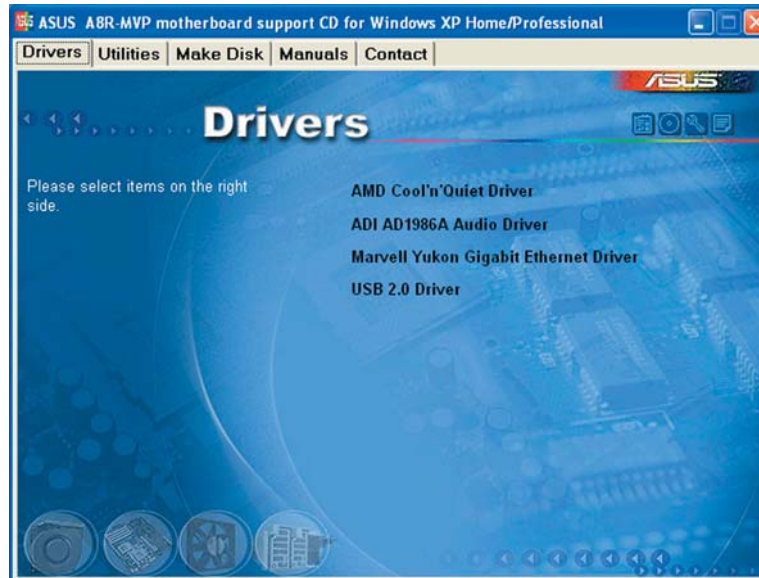 ASUS A8R-MVP motherboard support CD for Windows XP Home/Professional
Drivers Utilities Make Disk Manuals Contact
ASUS
Drivers
Please select items on the right
side.
AMD Cool'n'Quiet Driver
ADI AD1986A Audio Driver
Marvell Yukon Gigabit Ethernet Driver
USB 2.0 Driver